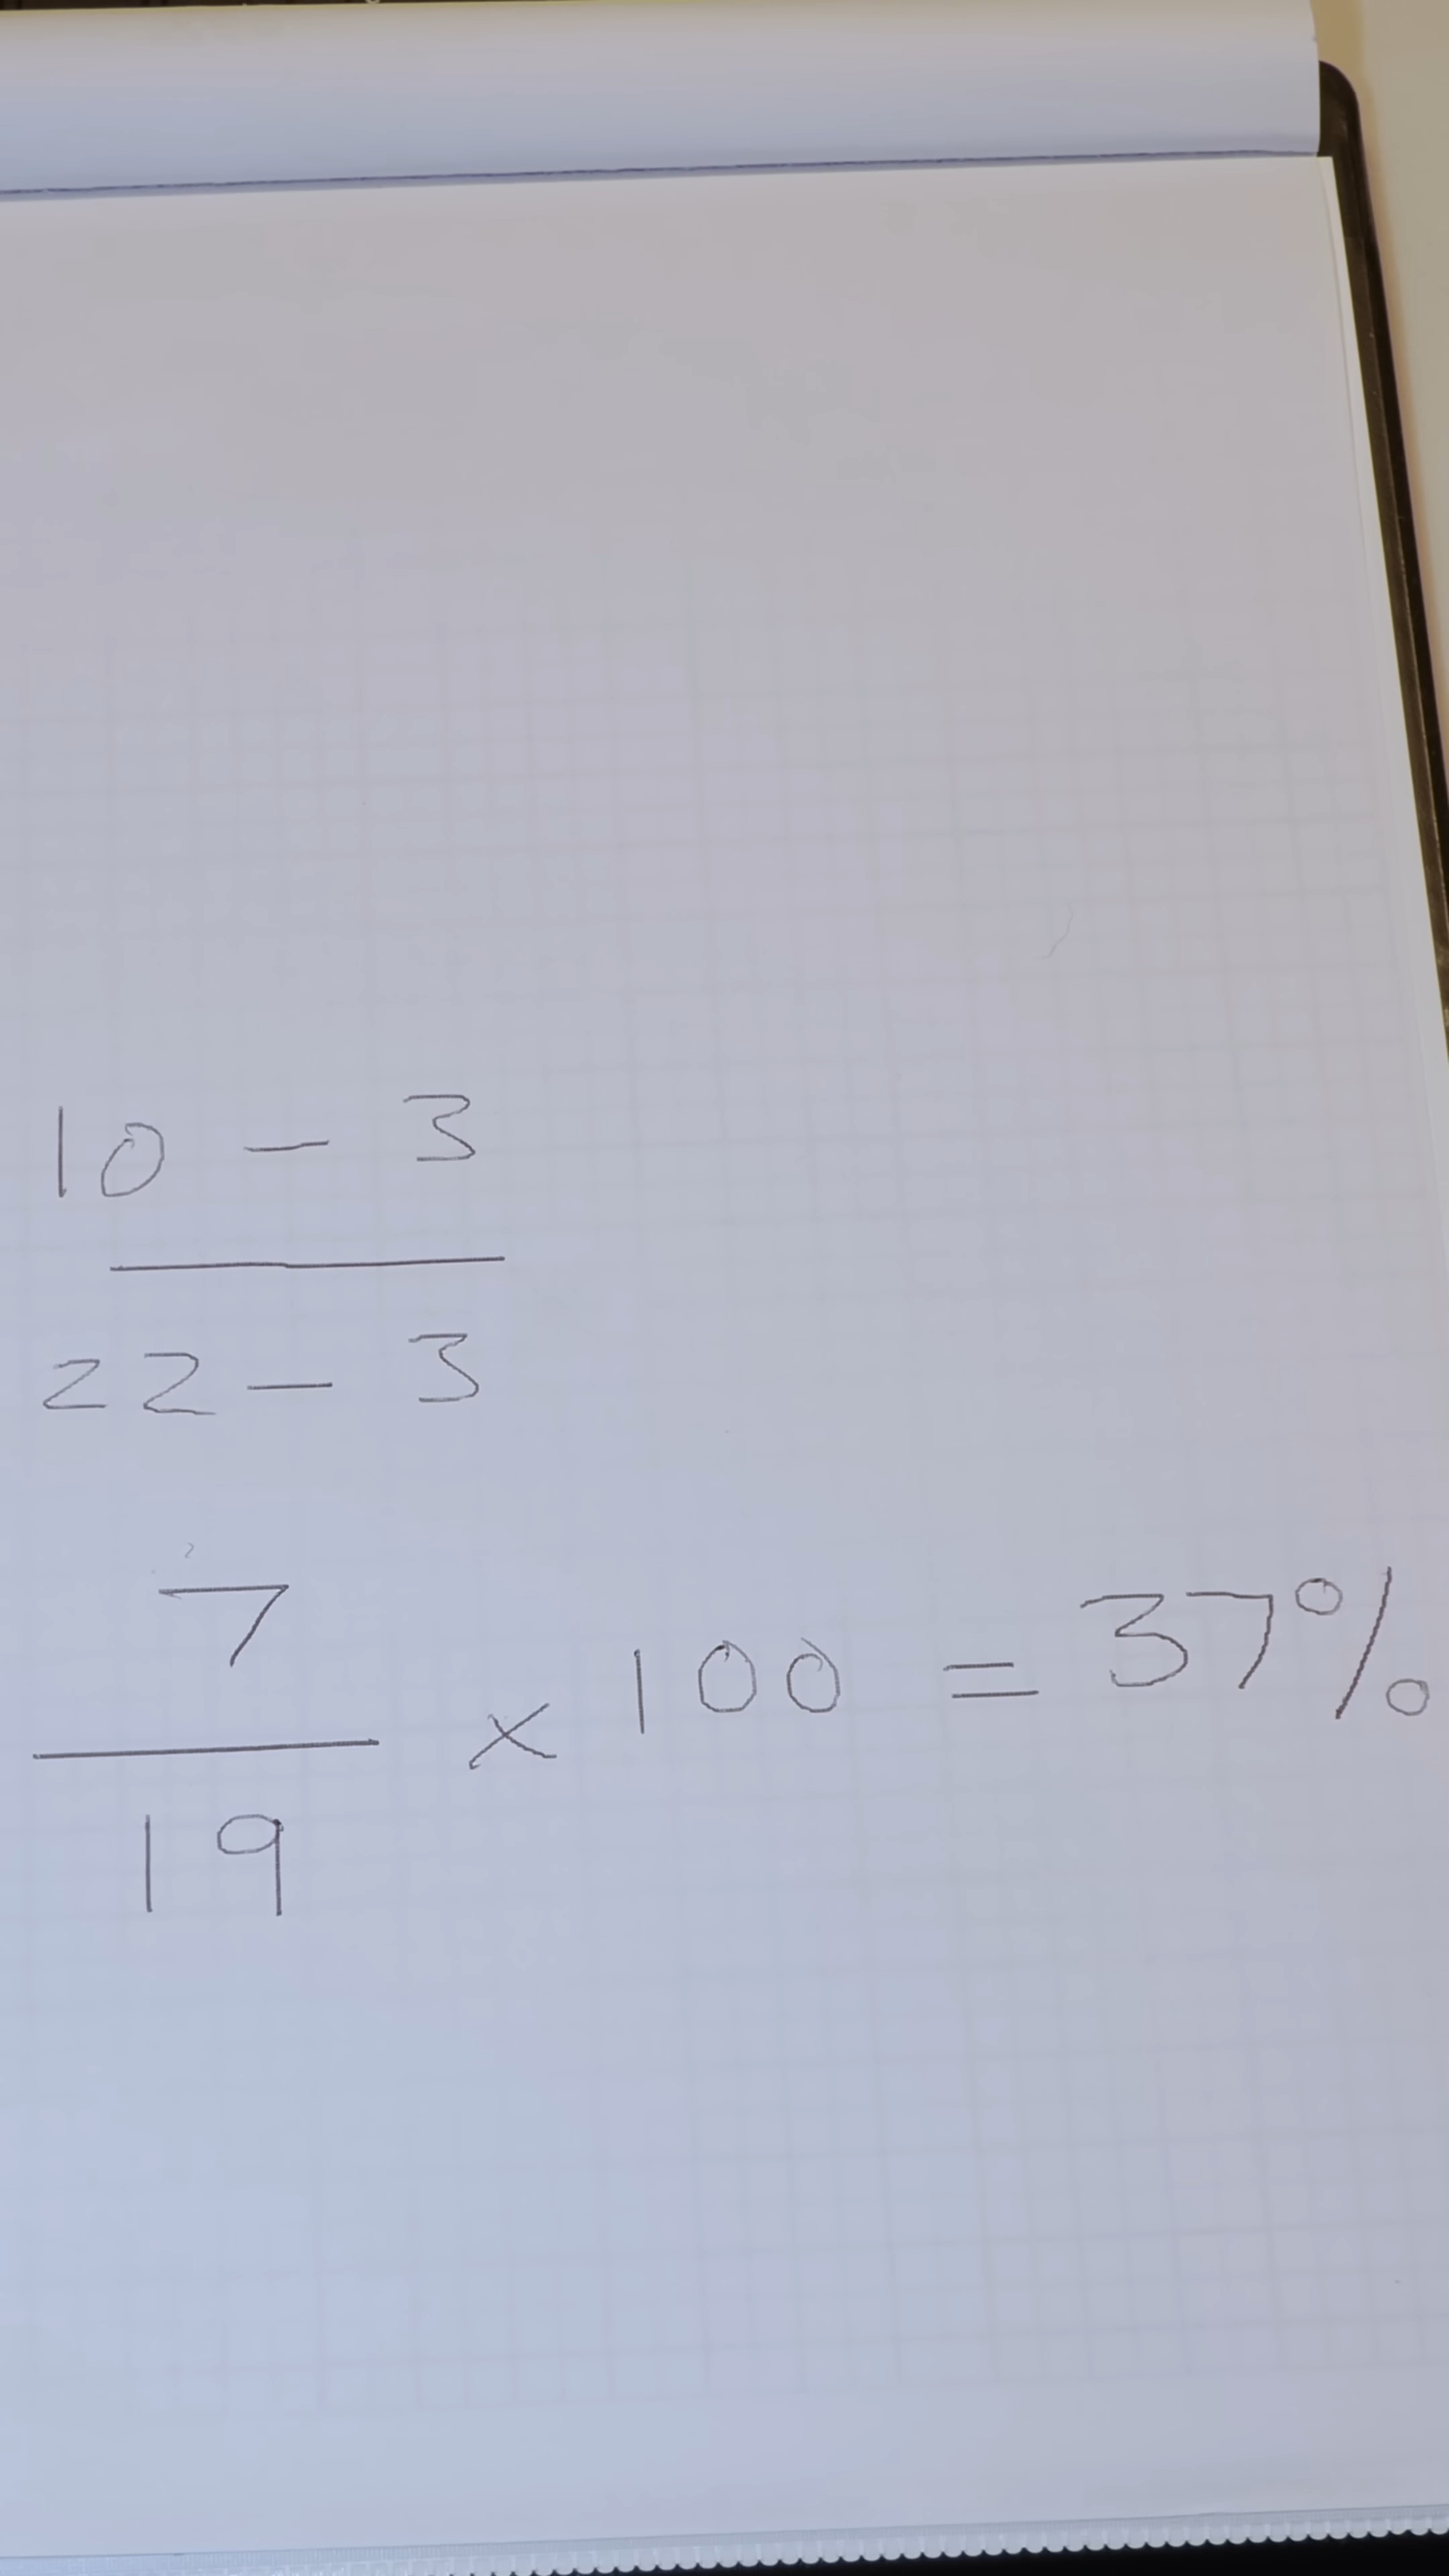 10 - 3
22 - 3
7
19
× 100 = 37%